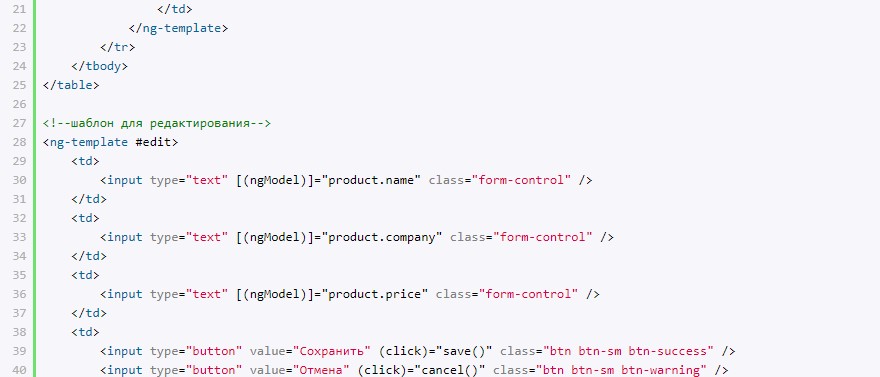 21                 </td>
22             </ng-template>
23         </tr>
24     </tbody>
25 </table>
26
27 <!--шаблон для редактирования-->
28 <ng-template #edit>
29     <td>
30         <input type="text" [(ngModel)]="product.name" class="form-control" />
31     </td>
32     <td>
33         <input type="text" [(ngModel)]="product.company" class="form-control" />
34     </td>
35     <td>
36         <input type="text" [(ngModel)]="product.price" class="form-control" />
37     </td>
38     <td>
39         <input type="button" value="Сохранить" (click)="save()" class="btn btn-sm btn-success" />
40         <input type="button" value="Отмена" (click)="cancel()" class="btn btn-sm btn-warning" />